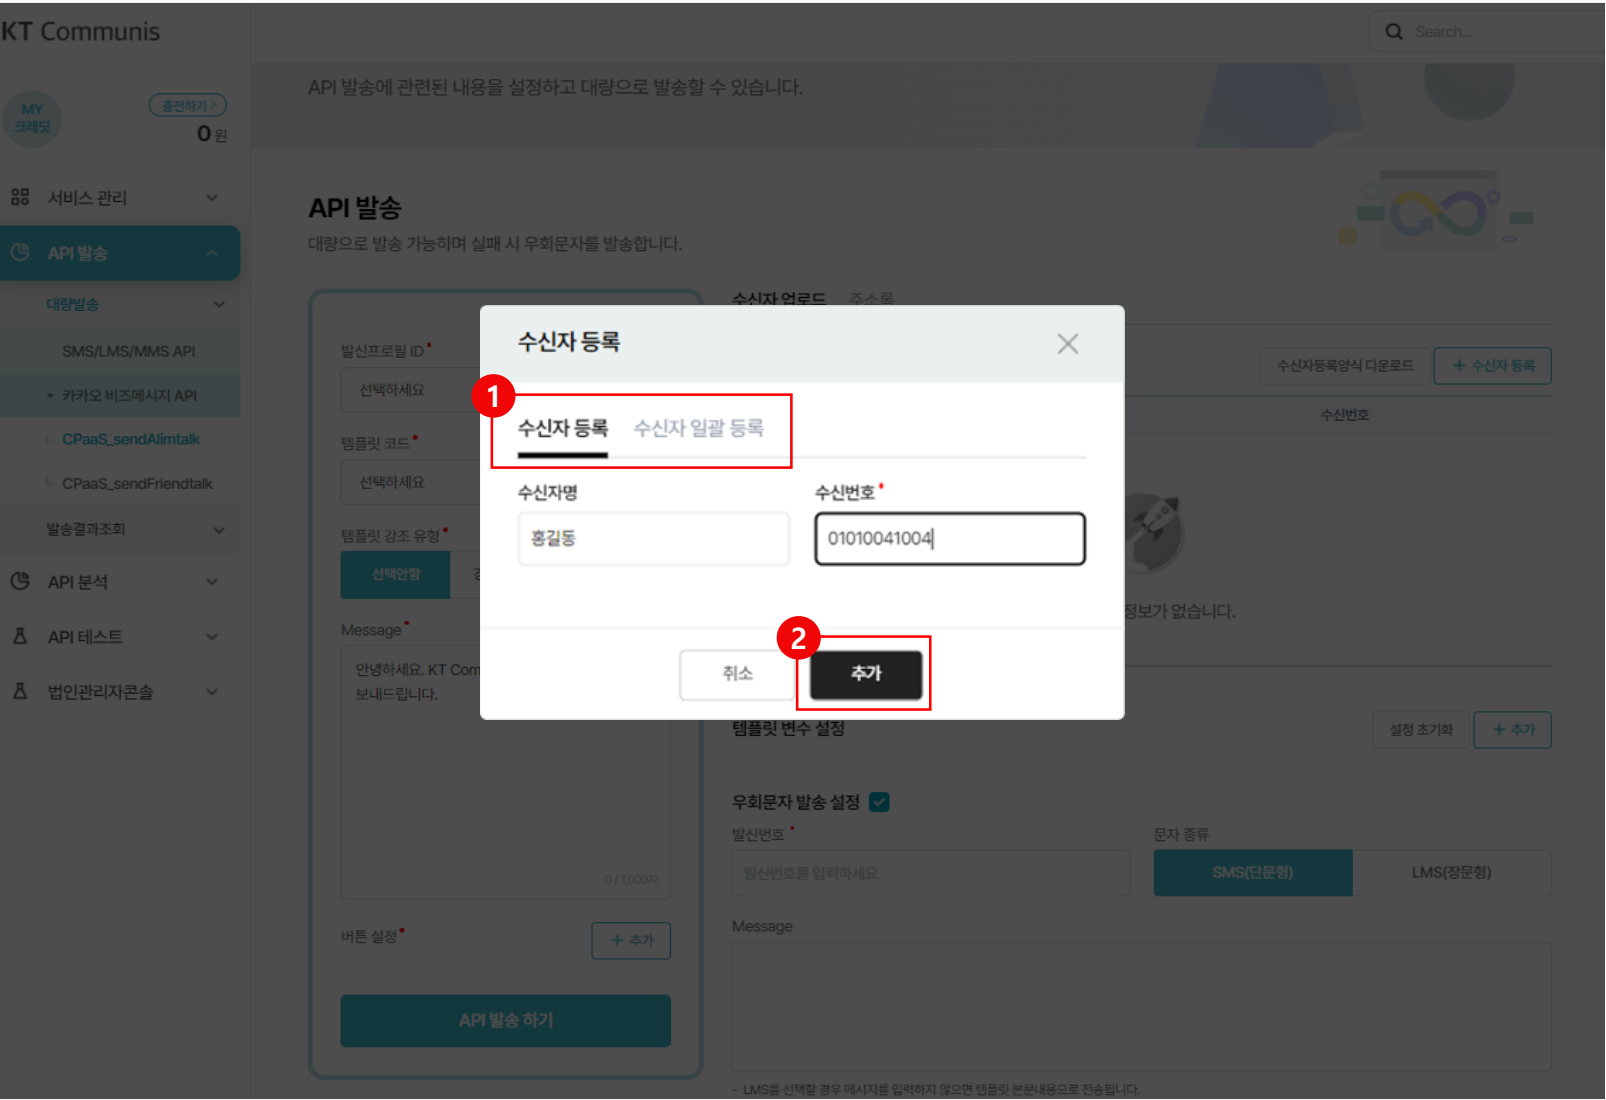 KT Communis
Search...
MY
크레딧
충전하기 >
0 원
서비스 관리
API 발송
대량발송
SMS/LMS/MMS API
카카오 비즈메시지 API
CPaaS_sendAlimtalk
CPaaS_sendFriendtalk
발송결과조회
API 분석
API 테스트
법인관리자콘솔
API 발송에 관련된 내용을 설정하고 대량으로 발송할 수 있습니다.
API 발송
대량으로 발송 가능하며 실패 시 우회문자를 발송합니다.
발신프로필 ID
선택하세요
템플릿 코드
선택하세요
템플릿 강조 유형
선택안함
Message
안녕하세요. KT Com
보내드립니다.
0 / 1,000자
버튼 설정
+ 추가
API 발송 하기
수신자 업로드 주소록
수신자등록양식 다운로드
+ 수신자 등록
수신번호
정보가 없습니다.
수신자 등록
1
수신자 등록 수신자 일괄 등록
수신자명 수신번호
홍길동 01010041004
2
취소 추가
템플릿 변수 설정
설정 초기화 + 추가
우회문자 발송 설정
발신번호 문자 종류
발신번호를 입력하세요 SMS(단문형) LMS(장문형)
Message
- LMS를 선택할 경우 메시지를 입력하지 않으면 템플릿 본문내용으로 전송됩니다.